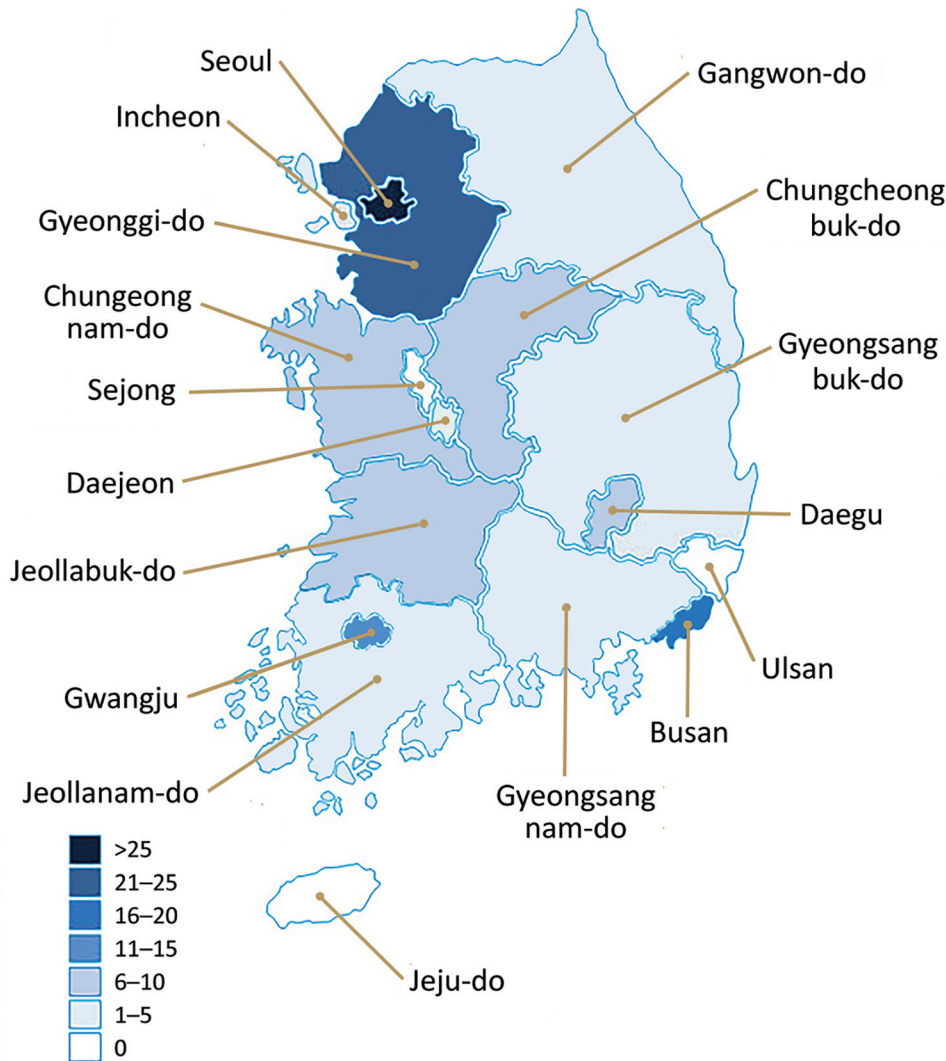 Seoul
Gangwon-do
Incheon
Chungcheong
buk-do
Gyeonggi-do
Chungeong
nam-do
Gyeongsang
buk-do
Sejong
Daejeon
Daegu
Jeollabuk-do
Ulsan
Gwangju
Busan
Jeollanam-do
Gyeongsang
nam-do
>25
21–25
16–20
11–15
6–10
1–5
0
Jeju-do